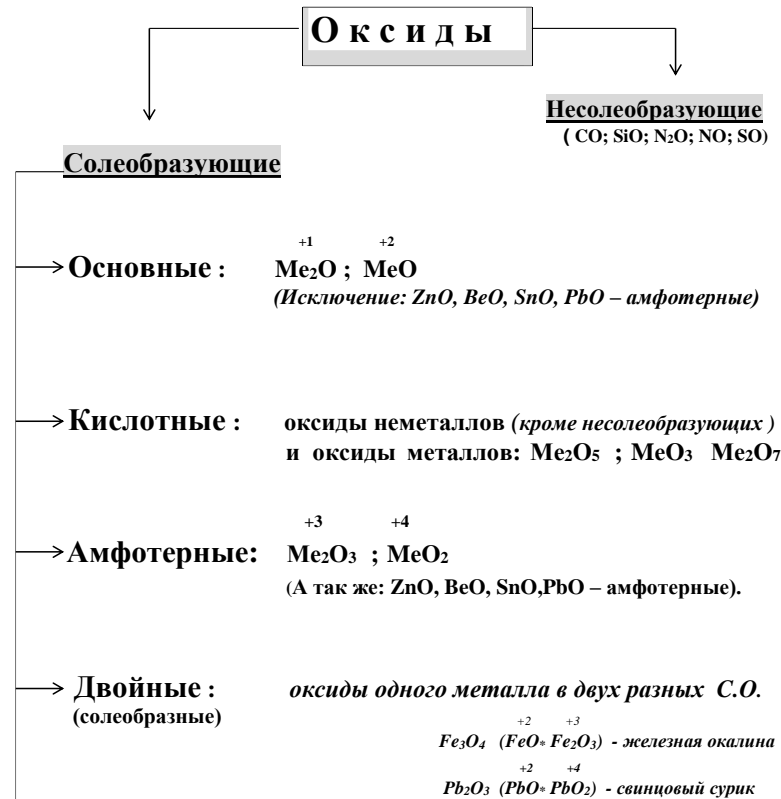 Оксиды
Несолеобразующие
( CO; SiO; N₂O; NO; SO)
Солеобразующие
+1 +2
Основные : Me₂O ; MeO
(Исключение: ZnO, BeO, SnO, PbO – амфотерные)
Кислотные : оксиды неметаллов (кроме несолеобразующих )
и оксиды металлов: Me₂O₅ ; MeO₃ Me₂O₇
+3 +4
Амфотерные: Me₂O₃ ; MeO₂
(А так же: ZnO, BeO, SnO,PbO – амфотерные).
Двойные : оксиды одного металла в двух разных С.О.
(солеобразные)
+2 +3
Fe₃O₄ (FeO* Fe₂O₃) - железная окалина
+2 +4
Pb₂O₃ (PbO* PbO₂) - свинцовый сурик